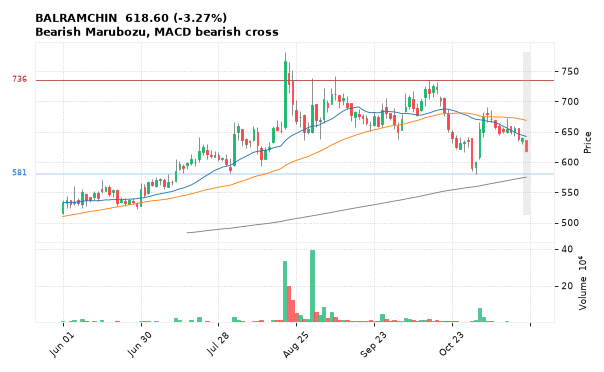 BALRAMCHIN 618.60 (-3.27%)
Bearish Marubozu, MACD bearish cross
736
581
750
700
650
600
550
500
Price
40
20
Volume 10⁶
Jun 01
Jun 30
Jul 28
Aug 25
Sep 23
Oct 23